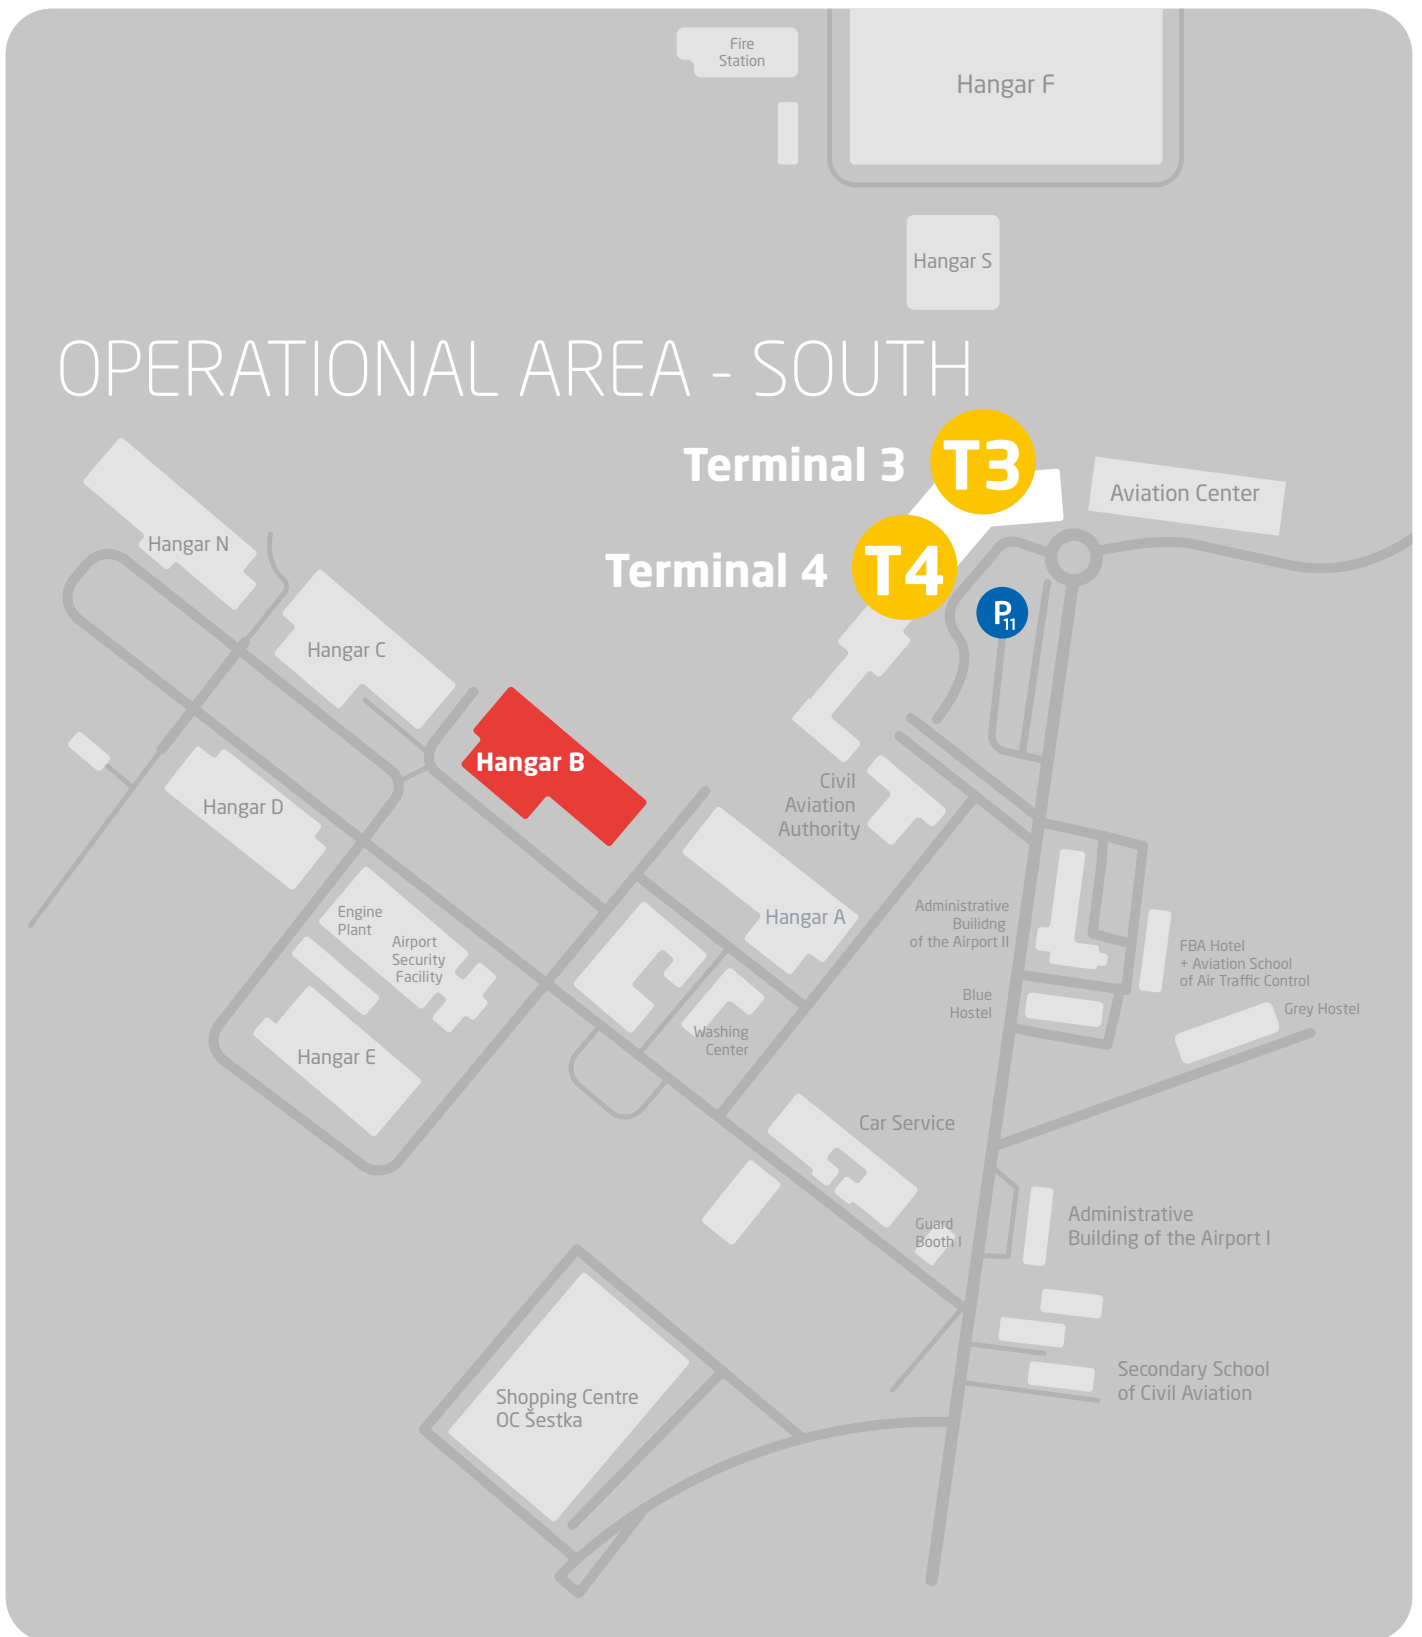 Fire
Station
Hangar F
Hangar S
OPERATIONAL AREA - SOUTH
Terminal 3
T3
Aviation Center
Terminal 4
T4
P11
Hangar N
Hangar C
Hangar B
Hangar D
Civil
Aviation
Authority
Engine
Plant
Airport
Security
Facility
Hangar A
Administrative
Builidng
of the Airport II
FBA Hotel
+ Aviation School
of Air Traffic Control
Blue
Hostel
Grey Hostel
Washing
Center
Hangar E
Car Service
Guard
Booth I
Administrative
Building of the Airport I
Shopping Centre
OC Šestka
Secondary School
of Civil Aviation